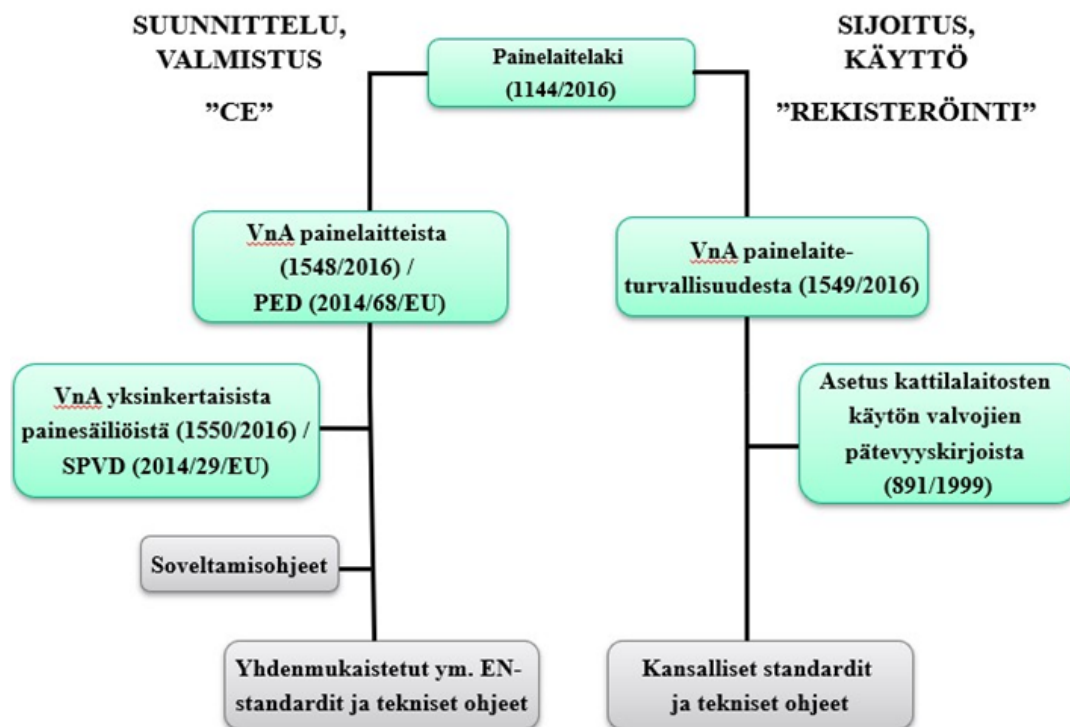 SUUNNITTELU,
VALMISTUS
”CE”
Painelaitelaki
(1144/2016)
SIJOITUS,
KÄYTTÖ
”REKISTERÖINTI”
VnA painelaitteista
(1548/2016) /
PED (2014/68/EU)
VnA painelaite-
turvallisuudesta (1549/2016)
VnA yksinkertaisista
painesäiliöistä (1550/2016) /
SPVD (2014/29/EU)
Asetus kattilalaitosten
käytön valvojien
pätevyyskirjoista
(891/1999)
Soveltamisohjeet
Yhdenmukaistetut ym. EN-
standardit ja tekniset ohjeet
Kansalliset standardit
ja tekniset ohjeet